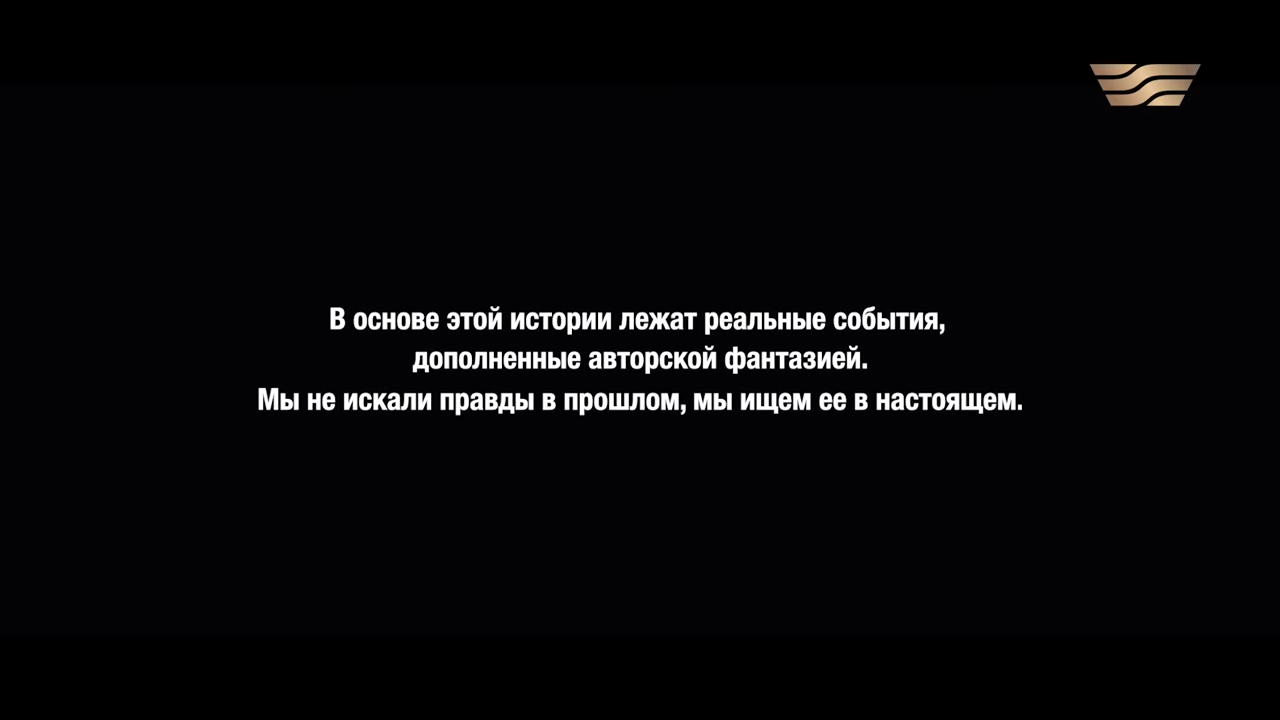 В основе этой истории лежат реальные события,
дополненные авторской фантазией.
Мы не искали правды в прошлом, мы ищем ее в настоящем.